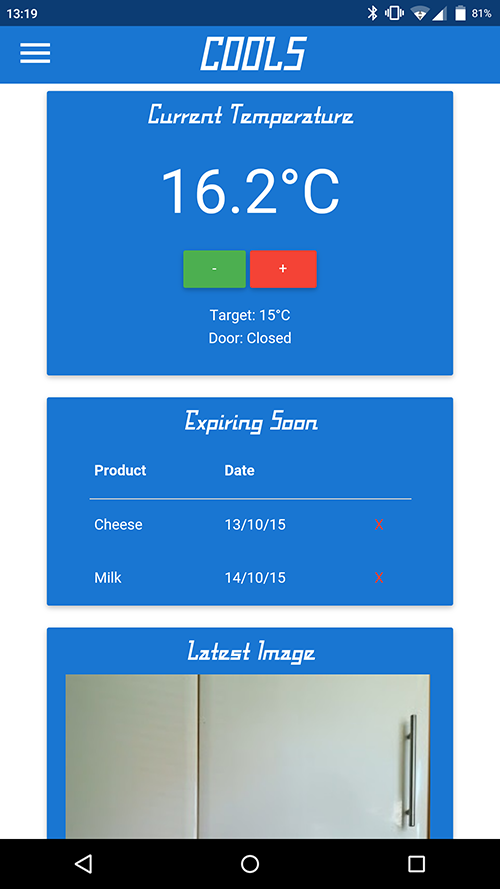 13:19 81%
COOLS
Current Temperature
16.2°C
- +
Target: 15°C
Door: Closed
Expiring Soon
Product Date
Cheese 13/10/15 X
Milk 14/10/15 X
Latest Image